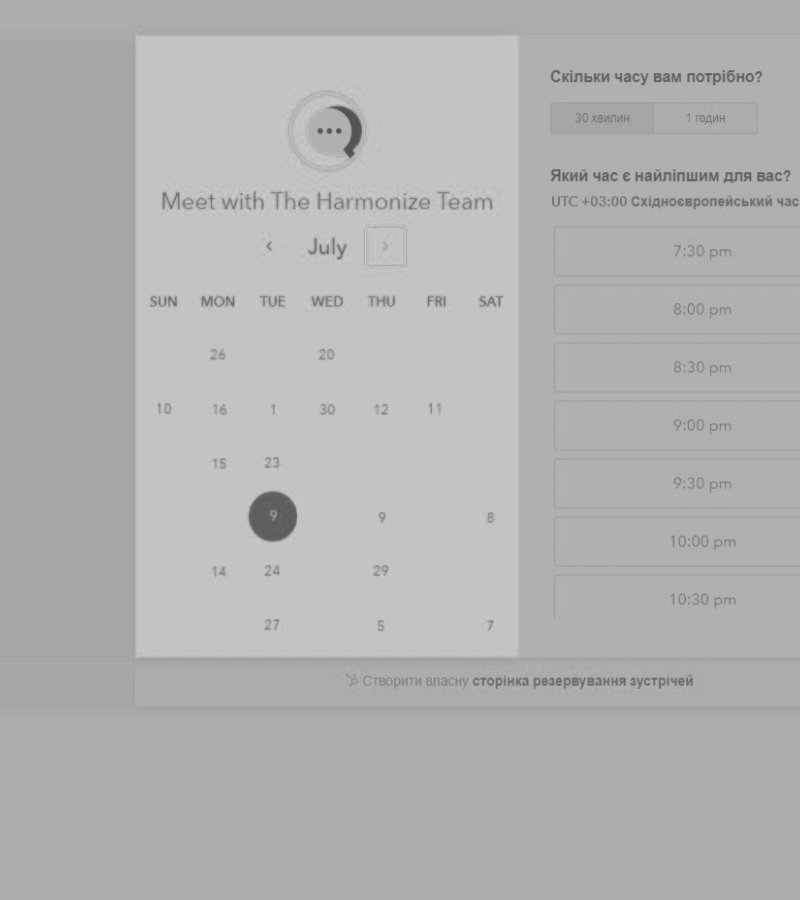 Meet with The Harmonize Team
July
SUN MON TUE WED THU FRI SAT
26 20
10 16 1 30 12 11
15 23
9 9 8
14 24 29
27 5 7
Скільки часу вам потрібно?
30 хвилин 1 годин
Який час є найліпшим для вас?
UTC +03:00 Східноєвропейський час
7:30 pm
8:00 pm
8:30 pm
9:00 pm
9:30 pm
10:00 pm
10:30 pm
Створити власну сторінка резервування зустрічей